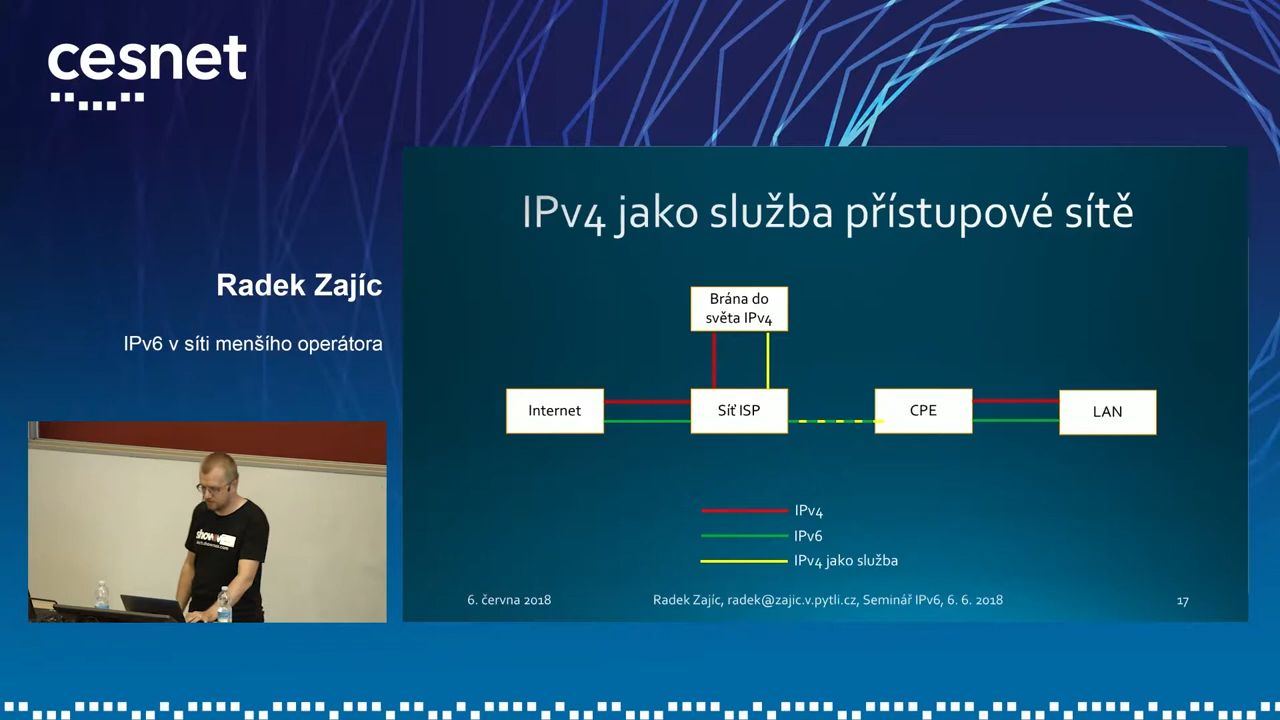 cesnet
Radek Zajíc
IPv6 v síti menšího operátora
IPv4 jako služba přístupové sítě
Brána do
světa IPv4
Internet
Síť ISP
CPE
LAN
IPv4
IPv6
IPv4 jako služba
6. června 2018
Radek Zajíc, radek@zajic.v.pytli.cz, Seminář IPv6, 6. 6. 2018
17